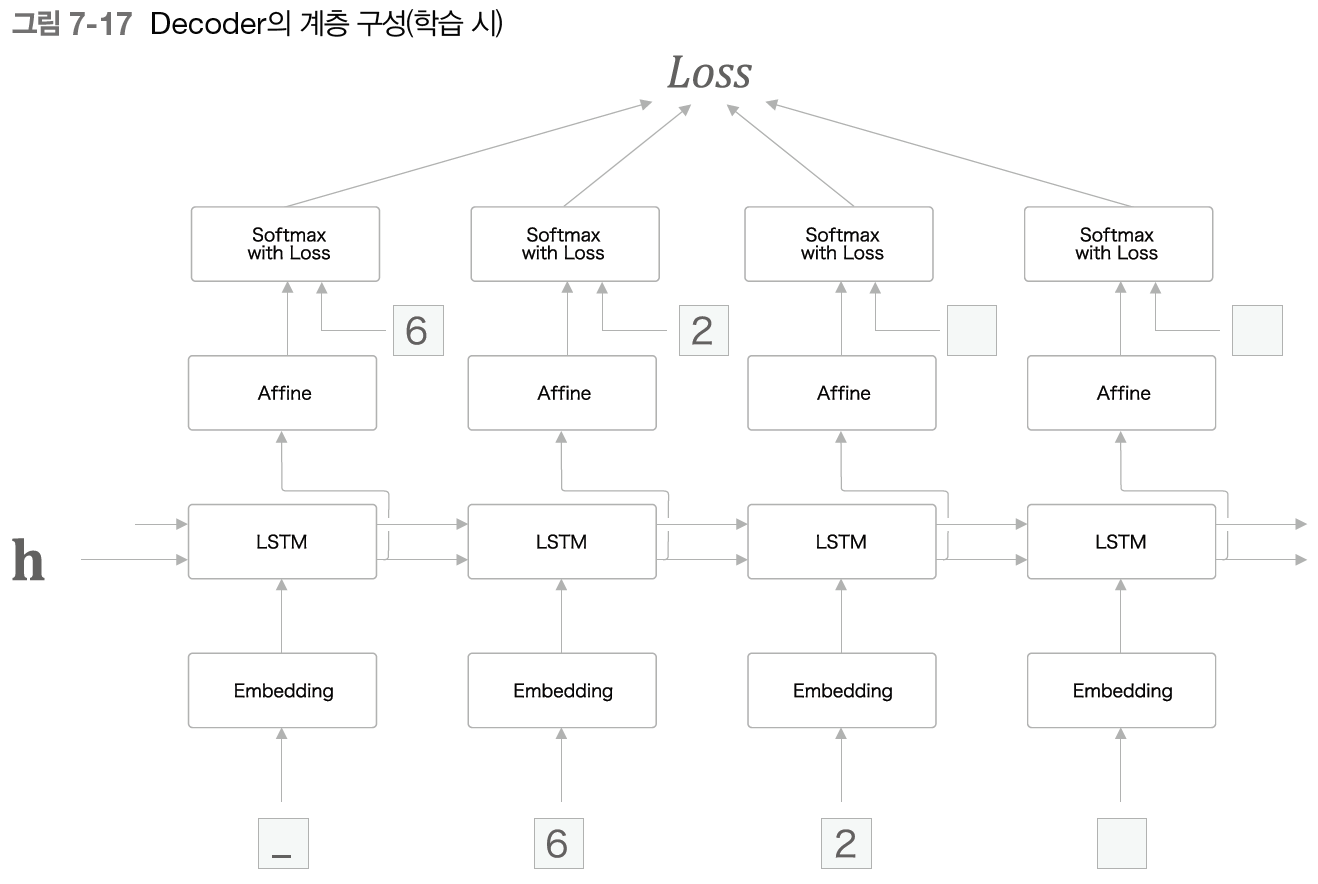 그림 7-17 Decoder의 계층 구성(학습 시)
Loss
Softmax with Loss
Softmax with Loss
Softmax with Loss
Softmax with Loss
6
2
Affine
Affine
Affine
Affine
h
LSTM
LSTM
LSTM
LSTM
Embedding
Embedding
Embedding
Embedding
_
6
2